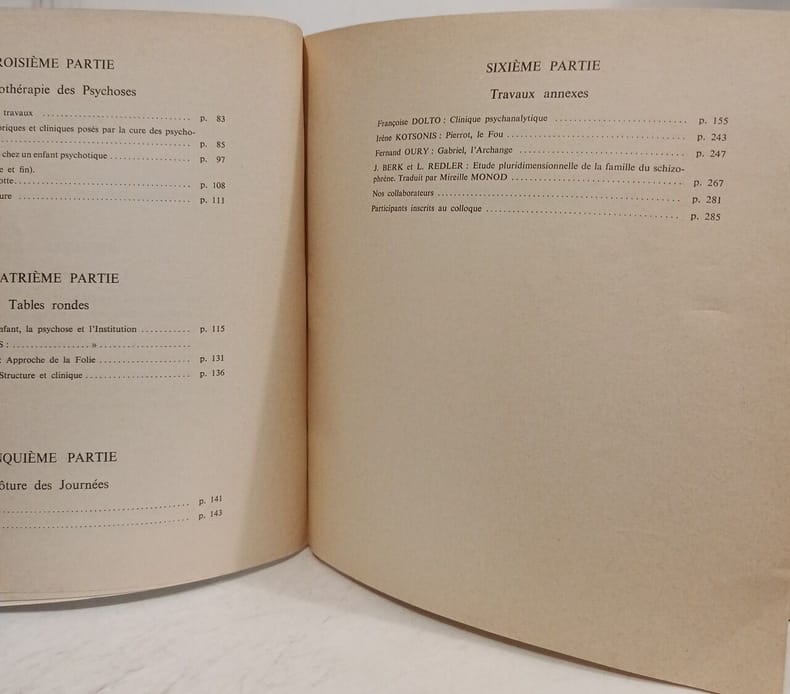 ROISIÈME PARTIE
othérapie des Psychoses
travaux .................................... p. 83
oriques et cliniques posés par la cure des psycho-
.................................... p. 85
chez un enfant psychotique .................... p. 97
e et fin).
otte.................................... p. 108
ure .................................... p. 111
ATRIÈME PARTIE
Tables rondes
nfant, la psychose et l'Institution .......... p. 115
S : ................... » ....................
: Approche de la Folie .................... p. 131
Structure et clinique ........................ p. 136
NQUIÈME PARTIE
ôture des Journées
.................................... p. 141
.................................... p. 143
SIXIÈME PARTIE
Travaux annexes
Françoise DOLTO : Clinique psychanalytique .......................... p. 155
Irène KOTSONIS : Pierrot, le Fou .................................... p. 243
Fernand OURY : Gabriel, l'Archange .................................. p. 247
J. BERK et L. REDLER : Etude pluridimensionnelle de la famille du schizo-
phrène. Traduit par Mireille MONOD .................................. p. 267
Nos collaborateurs .................................................. p. 281
Participants inscrits au colloque ................................... p. 285